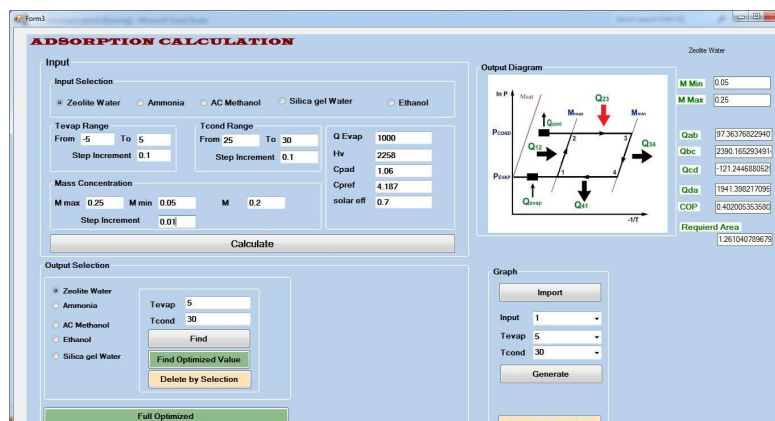 Form3
ADSORPTION CALCULATION
Zeolite Water
Input
Input Selection
Zeolite Water Ammonia AC Methanol Silica gel Water Ethanol
Tevap Range
From -5 To 5
Step Increment 0.1
Tcond Range
From 25 To 30
Step Increment 0.1
Mass Concentration
M max 0.25 M min 0.05 M 0.2
Step Increment 0.01
Q Evap 1000
Hv 2258
Cpad 1.06
Cpref 4.187
solar eff 0.7
Calculate
Output Diagram
ln P
Msat
Q23
Mmax
Mmin
Qcond
PCOND
2
3
Q12
Q34
PEVAP
1
4
Qevap
Q41
-1/T
M Min 0.05
M Max 0.25
Qab 97.3637682294
Qbc 2390.165293491
Qcd -121.244688052
Qda 1941.398217095
COP 0.402005353580
Requierd Area
1.261040789679
Output Selection
Zeolite Water
Ammonia
AC Methanol
Ethanol
Silica gel Water
Tevap 5
Tcond 30
Find
Find Optimized Value
Delete by Selection
Full Optimized
Graph
Import
Input 1
Tevap 5
Tcond 30
Generate